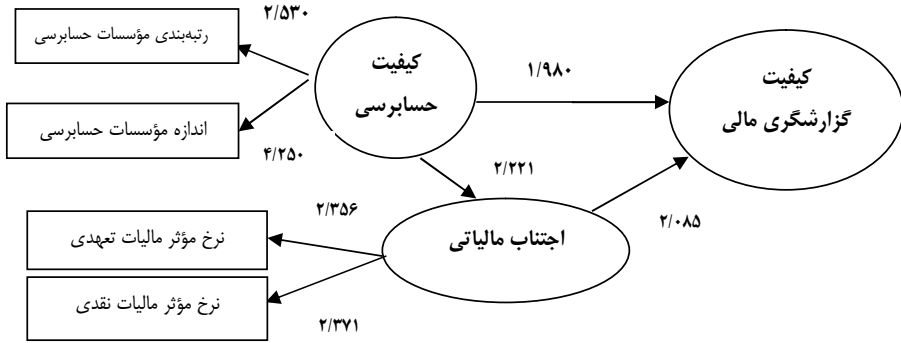 ۲/۵۳۰
رتبه‌بندی مؤسسات حسابرسی
کیفیت
حسابرسی
۱/۹۸۰
کیفیت
گزارشگری مالی
اندازه مؤسسات حسابرسی
۴/۲۵۰
۲/۲۲۱
۲/۳۵۶
نرخ مؤثر مالیات تعهدی
اجتناب مالیاتی
۲/۰۸۵
نرخ مؤثر مالیات نقدی
۲/۳۷۱